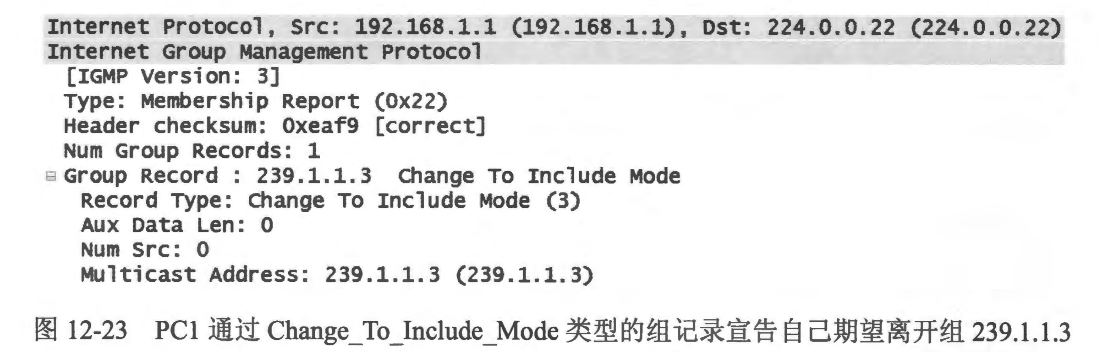 Internet Protocol, Src: 192.168.1.1 (192.168.1.1), Dst: 224.0.0.22 (224.0.0.22)
Internet Group Management Protocol
[IGMP Version: 3]
Type: Membership Report (0x22)
Header checksum: 0xeaf9 [correct]
Num Group Records: 1
Group Record : 239.1.1.3 Change To Include Mode
Record Type: Change To Include Mode (3)
Aux Data Len: 0
Num Src: 0
Multicast Address: 239.1.1.3 (239.1.1.3)
图 12-23 PC1 通过 Change_To_Include_Mode 类型的组记录宣告自己期望离开组 239.1.1.3